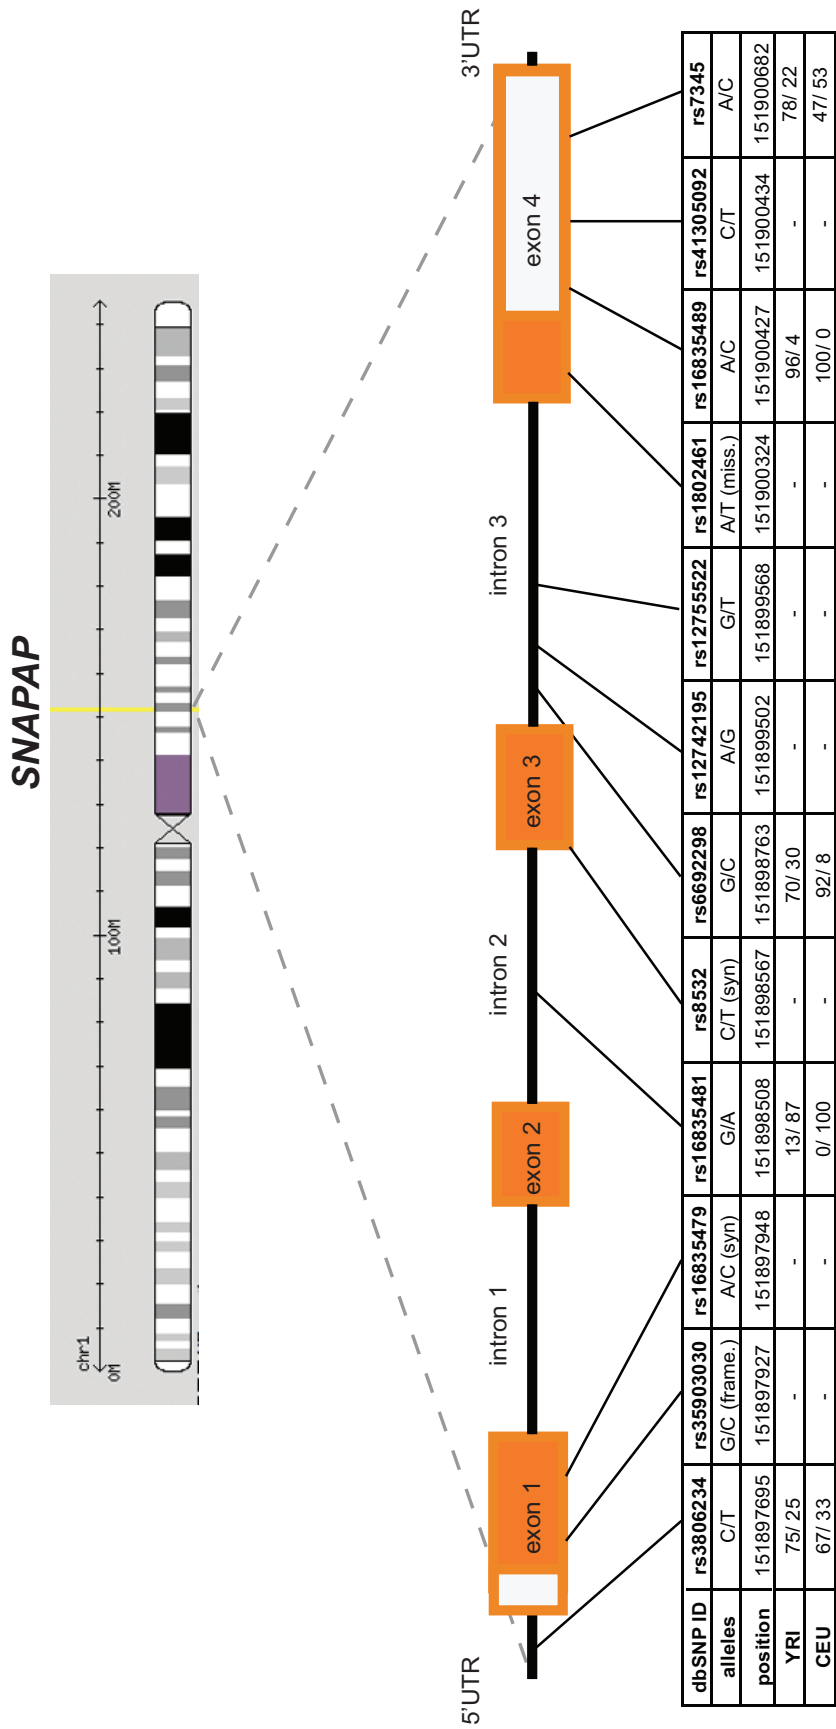 SNAPAP
chr1
0M
100M
200M
5'UTR
exon 1
intron 1
exon 2
intron 2
exon 3
intron 3
exon 4
3'UTR
dbSNP ID rs3806234 rs35903030 rs16835479 rs16835481 rs8532 rs6692298 rs12742195 rs12755522 rs1802461 rs16835489 rs41305092 rs7345
alleles C/T G/C (frame.) A/C (syn) G/A C/T (syn) G/C A/G G/T A/T (miss.) A/C C/T A/C
position 151897695 151897927 151897948 151898508 151898567 151898763 151899502 151899568 151900324 151900427 151900434 151900682
YRI 75/ 25 - - 13/ 87 - 70/ 30 - - - 96/ 4 - 78/ 22
CEU 67/ 33 - - 0/ 100 - 92/ 8 - - - 100/ 0 - 47/ 53